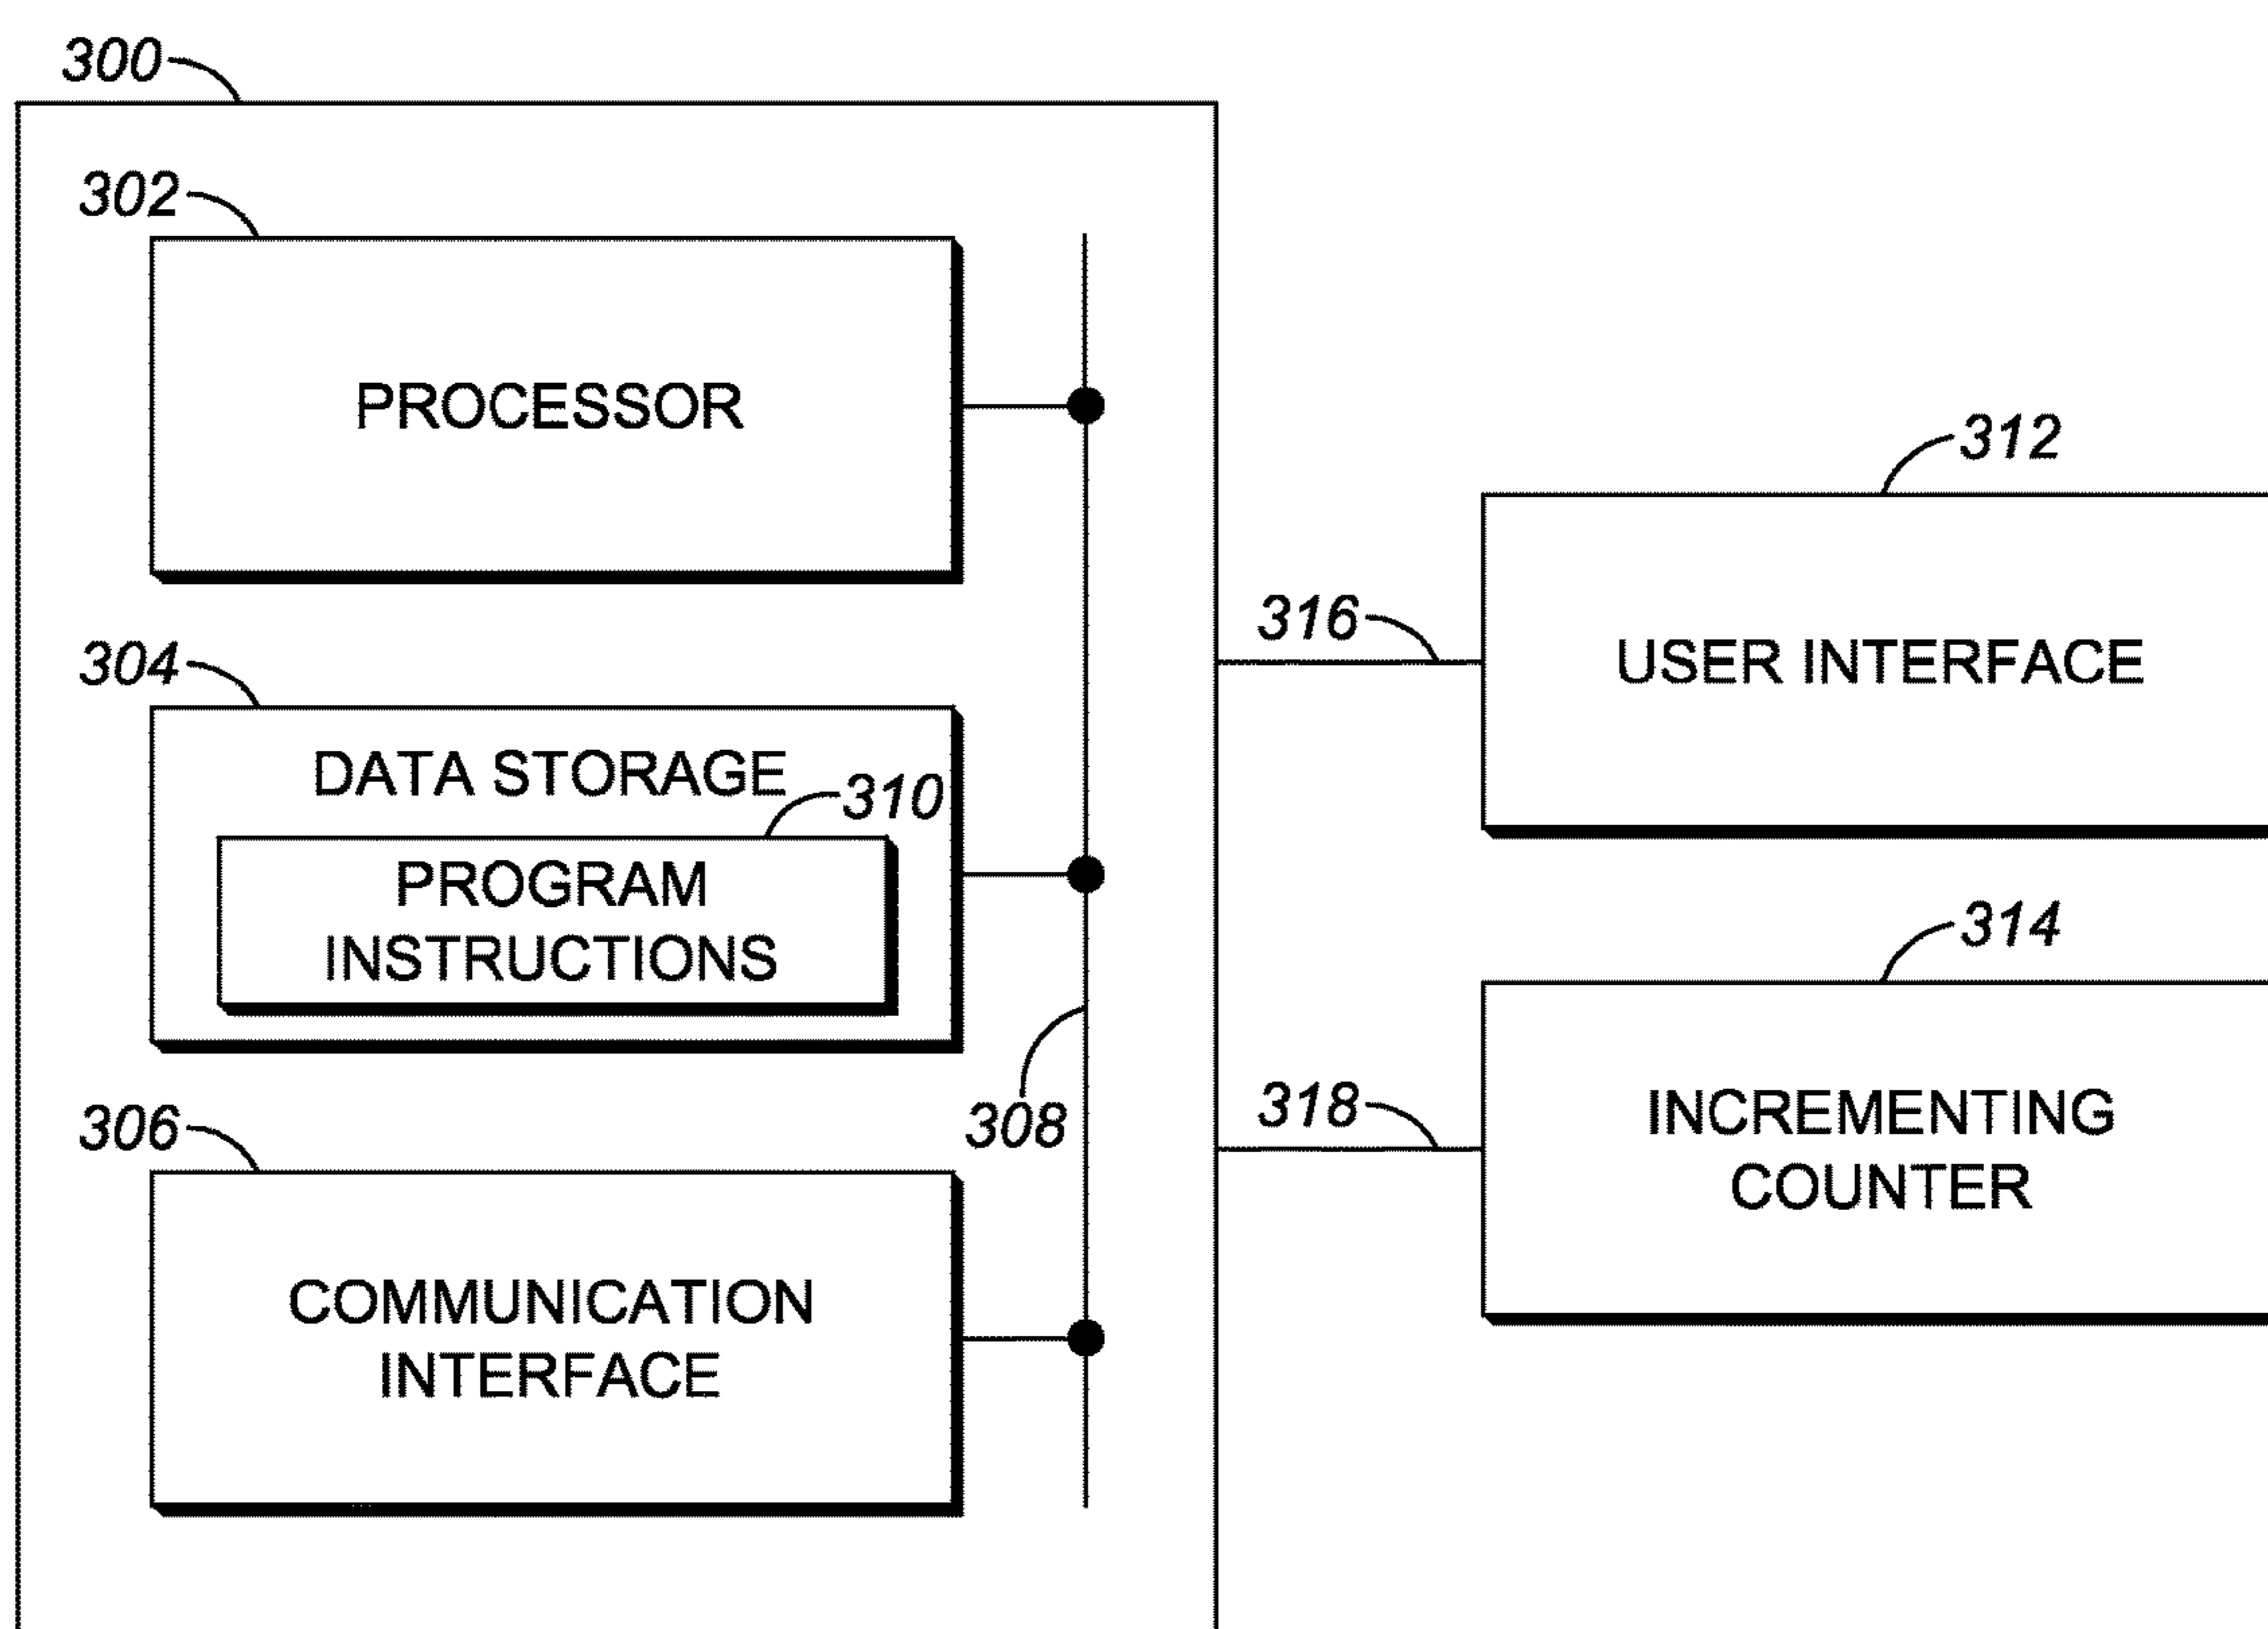 300
302
PROCESSOR
312
316
USER INTERFACE
304
DATA STORAGE
310
PROGRAM
INSTRUCTIONS
314
318
INCREMENTING
COUNTER
308
306
COMMUNICATION
INTERFACE